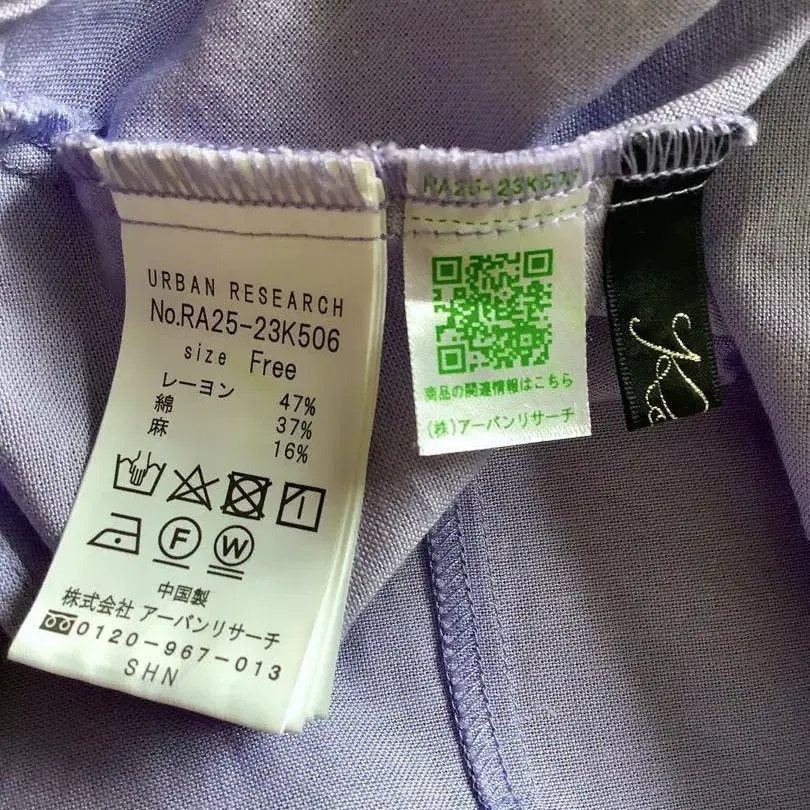 URBAN RESEARCH
No.RA25-23K506
size Free
レーヨン 47%
綿 37%
麻 16%
F W
中国製
株式会社 アーバンリサーチ
0120-967-013
SHN
商品の関連情報はこちら
(株)アーバンリサーチ